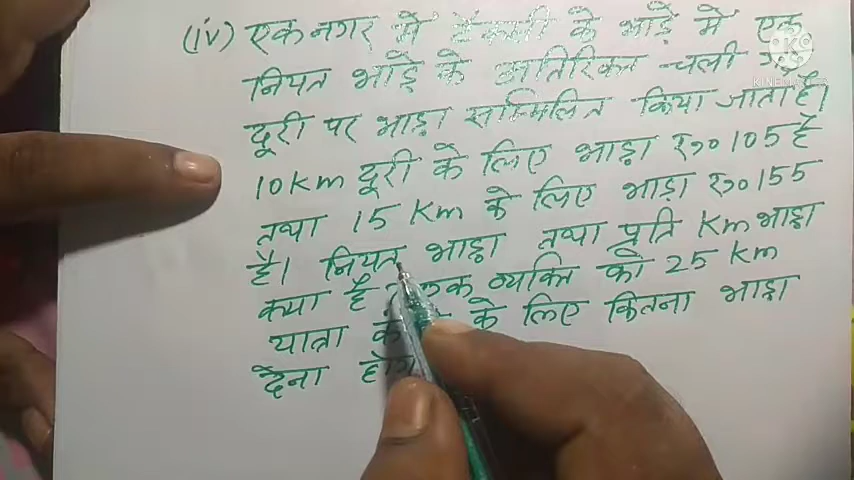 (iv) एक नगर में टैक्सी के भाड़े में एक
नियत भाड़े के अतिरिक्त चली
दूरी पर भाड़ा सम्मिलित किया जाता है।
10 km दूरी के लिए भाड़ा रु० 105 है
तथा 15 Km के लिए भाड़ा रु० 155
है। नियत भाड़ा तथा प्रति Km भाड़ा
क्या है व्यक्ति को 25 km
यात्रा के लिए कितना भाड़ा
देना
KINEMASTER